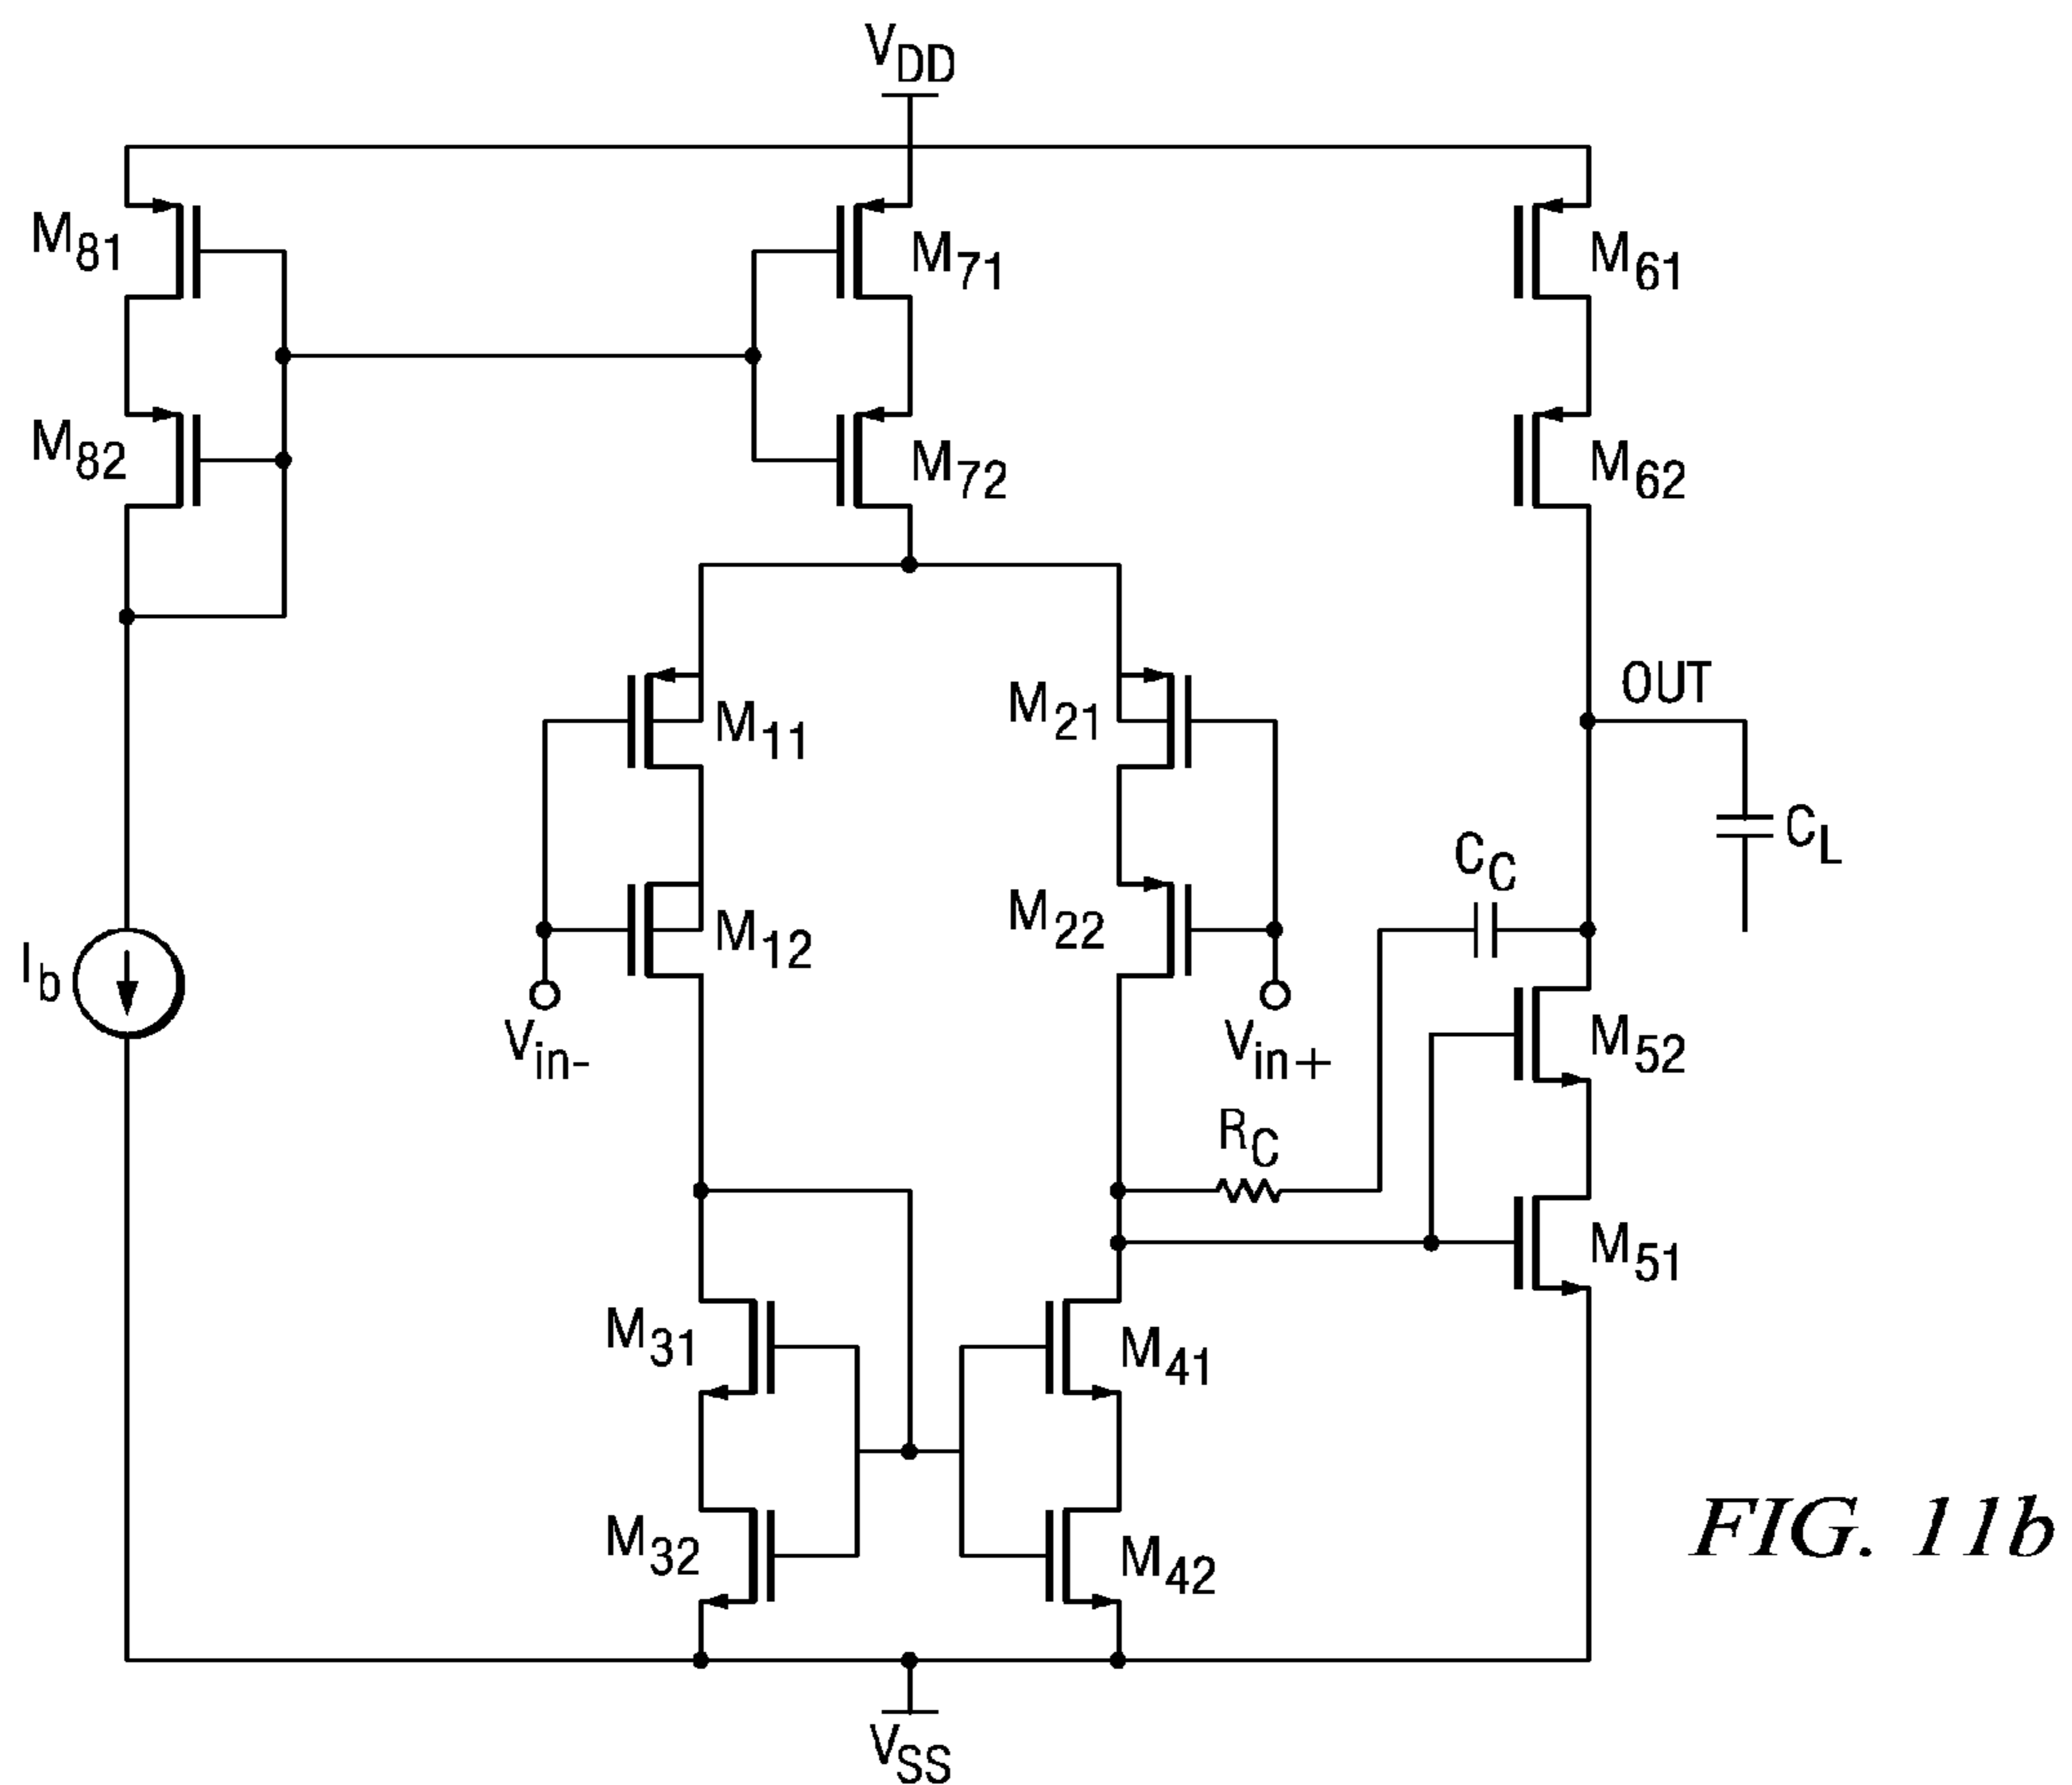 VDD
M81
M71
M61
M82
M72
M62
OUT
M11
M21
CL
CC
M12
M22
Ib
Vin-
Vin+
M52
RC
M51
M31
M41
M32
M42
FIG. 11b
VSS